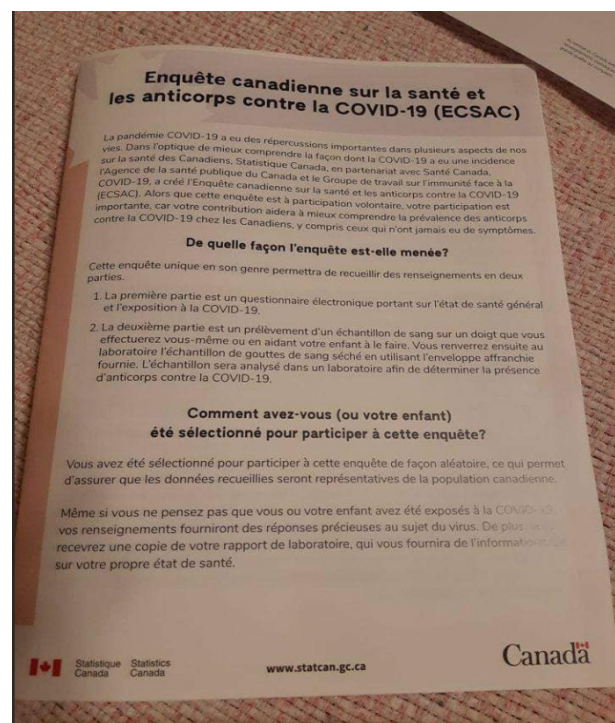 Enquête canadienne sur la santé et
les anticorps contre la COVID-19 (ECSAC)
La pandémie COVID-19 a eu des répercussions importantes dans plusieurs aspects de nos
vies. Dans l'optique de mieux comprendre la façon dont la COVID-19 a eu une incidence
sur la santé des Canadiens, Statistique Canada, en partenariat avec Santé Canada,
l'Agence de la santé publique du Canada et le Groupe de travail sur l'immunité face à la
COVID-19, a créé l'Enquête canadienne sur la santé et les anticorps contre la COVID-19
(ECSAC). Alors que cette enquête est à participation volontaire, votre participation est
importante, car votre contribution aidera à mieux comprendre la prévalence des anticorps
contre la COVID-19 chez les Canadiens, y compris ceux qui n'ont jamais eu de symptômes.
De quelle façon l'enquête est-elle menée?
Cette enquête unique en son genre permettra de recueillir des renseignements en deux
parties.
1. La première partie est un questionnaire électronique portant sur l'état de santé général
et l'exposition à la COVID-19.
2. La deuxième partie est un prélèvement d'un échantillon de sang sur un doigt que vous
effectuerez vous-même ou en aidant votre enfant à le faire. Vous renverrez ensuite au
laboratoire l'échantillon de gouttes de sang séché en utilisant l'enveloppe affranchie
fournie. L'échantillon sera analysé dans un laboratoire afin de déterminer la présence
d'anticorps contre la COVID-19.
Comment avez-vous (ou votre enfant)
été sélectionné pour participer à cette enquête?
Vous avez été sélectionné pour participer à cette enquête de façon aléatoire, ce qui permet
d'assurer que les données recueillies seront représentatives de la population canadienne.
Même si vous ne pensez pas que vous ou votre enfant avez été exposés à la COVID-19,
vos renseignements fourniront des réponses précieuses au sujet du virus. De plus,
recevrez une copie de votre rapport de laboratoire, qui vous fournira de l'information
sur votre propre état de santé.
Statistique Statistics
Canada Canada
www.statcan.gc.ca
Canada